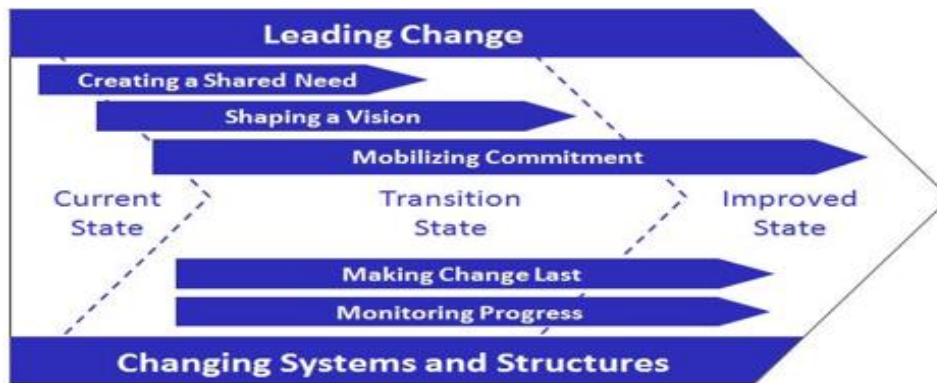 Leading Change
Creating a Shared Need
Shaping a Vision
Mobilizing Commitment
Current
State
Transition
State
Improved
State
Making Change Last
Monitoring Progress
Changing Systems and Structures